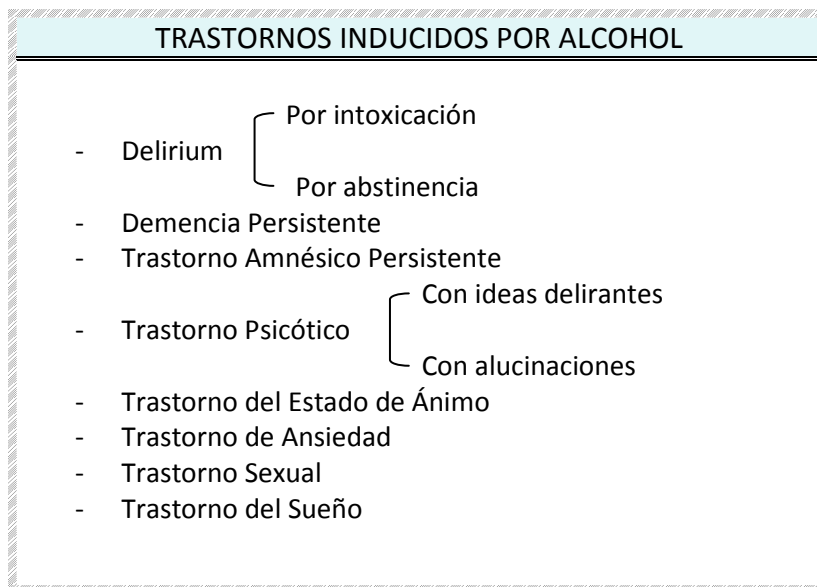 TRASTORNOS INDUCIDOS POR ALCOHOL
Por intoxicación
- Delirium
Por abstinencia
- Demencia Persistente
- Trastorno Amnésico Persistente
Con ideas delirantes
- Trastorno Psicótico
Con alucinaciones
- Trastorno del Estado de Ánimo
- Trastorno de Ansiedad
- Trastorno Sexual
- Trastorno del Sueño